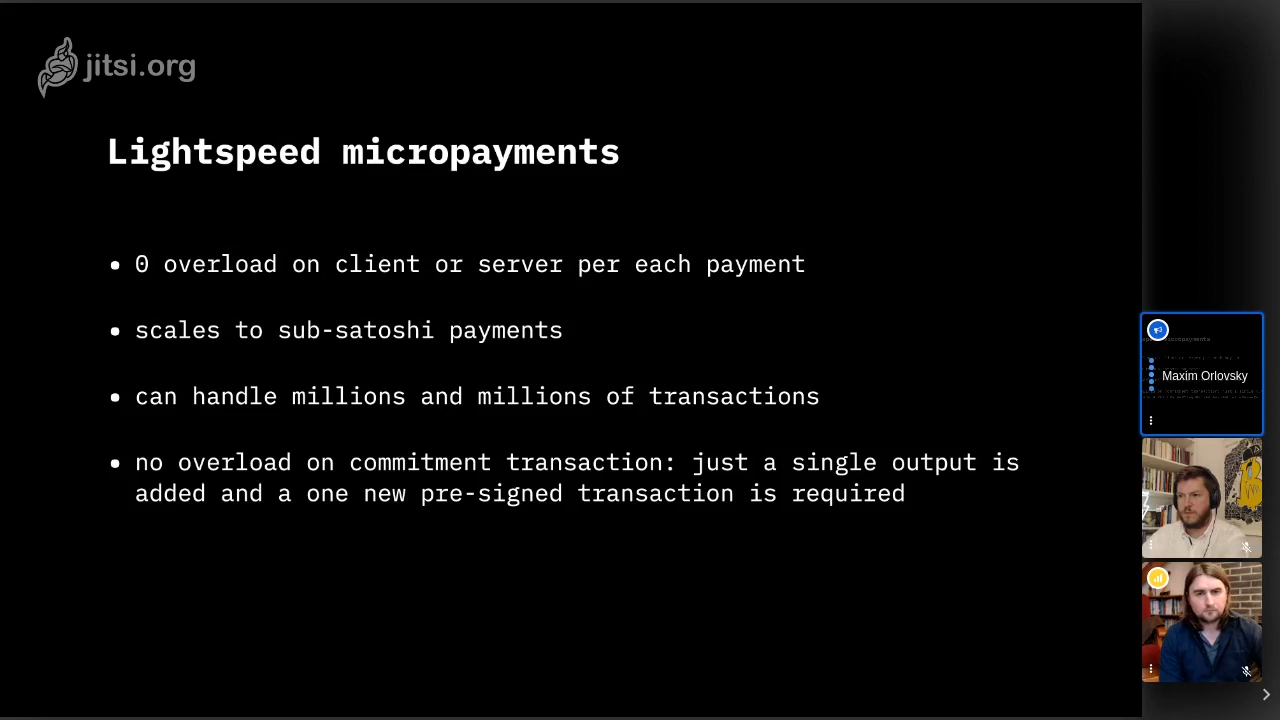 jitsi.org
Lightspeed micropayments
• 0 overload on client or server per each payment
• scales to sub-satoshi payments
• can handle millions and millions of transactions
• no overload on commitment transaction: just a single output is
added and a one new pre-signed transaction is required
Maxim Orlovsky